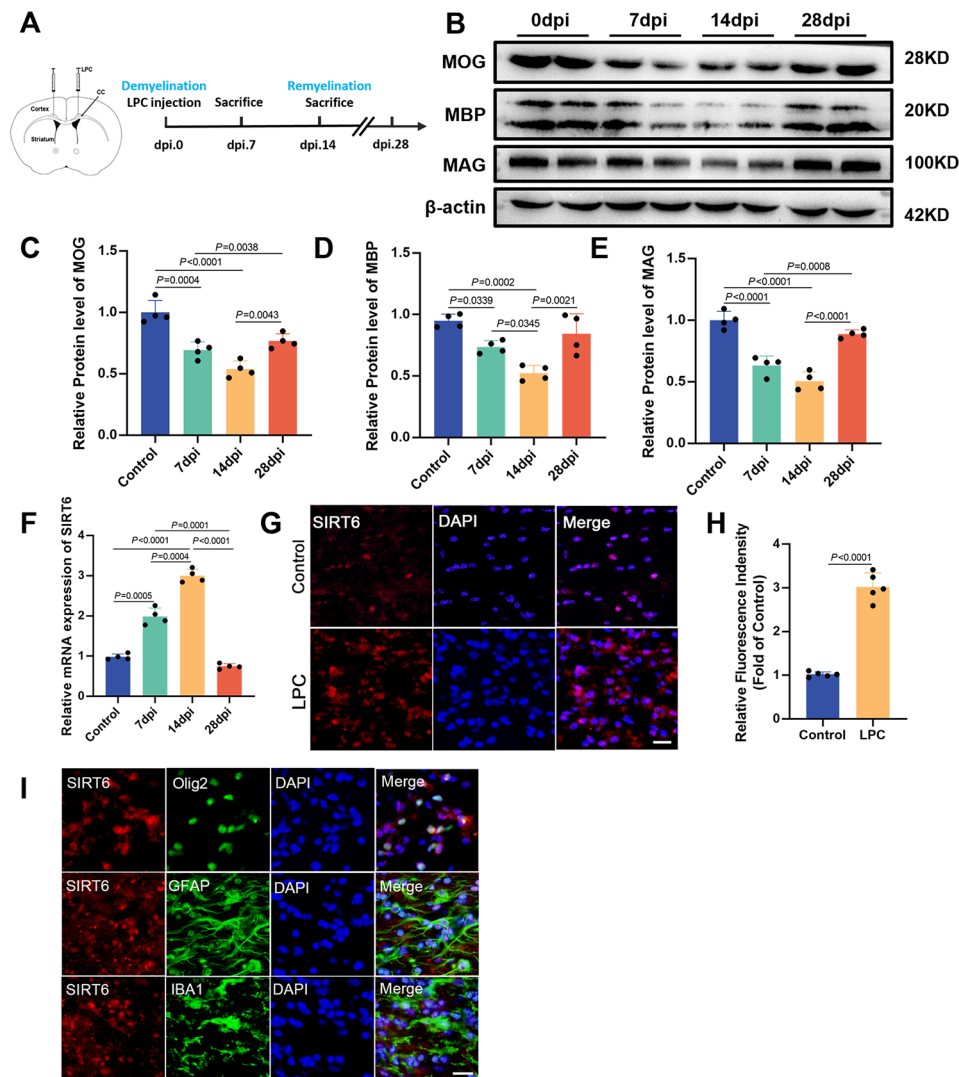 A
LPC
CC
Cortex
Striatum
Demyelination
LPC injection
Sacrifice
Remyelination
Sacrifice
dpi.0
dpi.7
dpi.14
dpi.28
B
0dpi 7dpi 14dpi 28dpi
MOG 28KD
MBP 20KD
MAG 100KD
β-actin 42KD
C
Relative Protein level of MOG
1.5
1.0
0.5
0.0
P=0.0038
P<0.0001
P=0.0004
P=0.0043
Control 7dpi 14dpi 28dpi
D
Relative Protein level of MBP
1.5
1.0
0.5
0.0
P=0.0002
P=0.0339 P=0.0021
P=0.0345
Control 7dpi 14dpi 28dpi
E
Relative Protein level of MAG
1.5
1.0
0.5
0.0
P=0.0008
P<0.0001
P<0.0001
P<0.0001
Control 7dpi 14dpi 28dpi
F
Relative mRNA expression of SIRT6
4
3
2
1
0
P=0.0001
P<0.0001 P<0.0001
P=0.0004
P=0.0005
Control 7dpi 14dpi 28dpi
G
SIRT6 DAPI Merge
Control
LPC
H
Relative Fluorescence Indensity
(Fold of Control)
4
3
2
1
0
P<0.0001
Control LPC
I
SIRT6 Olig2 DAPI Merge
SIRT6 GFAP DAPI Merge
SIRT6 IBA1 DAPI Merge